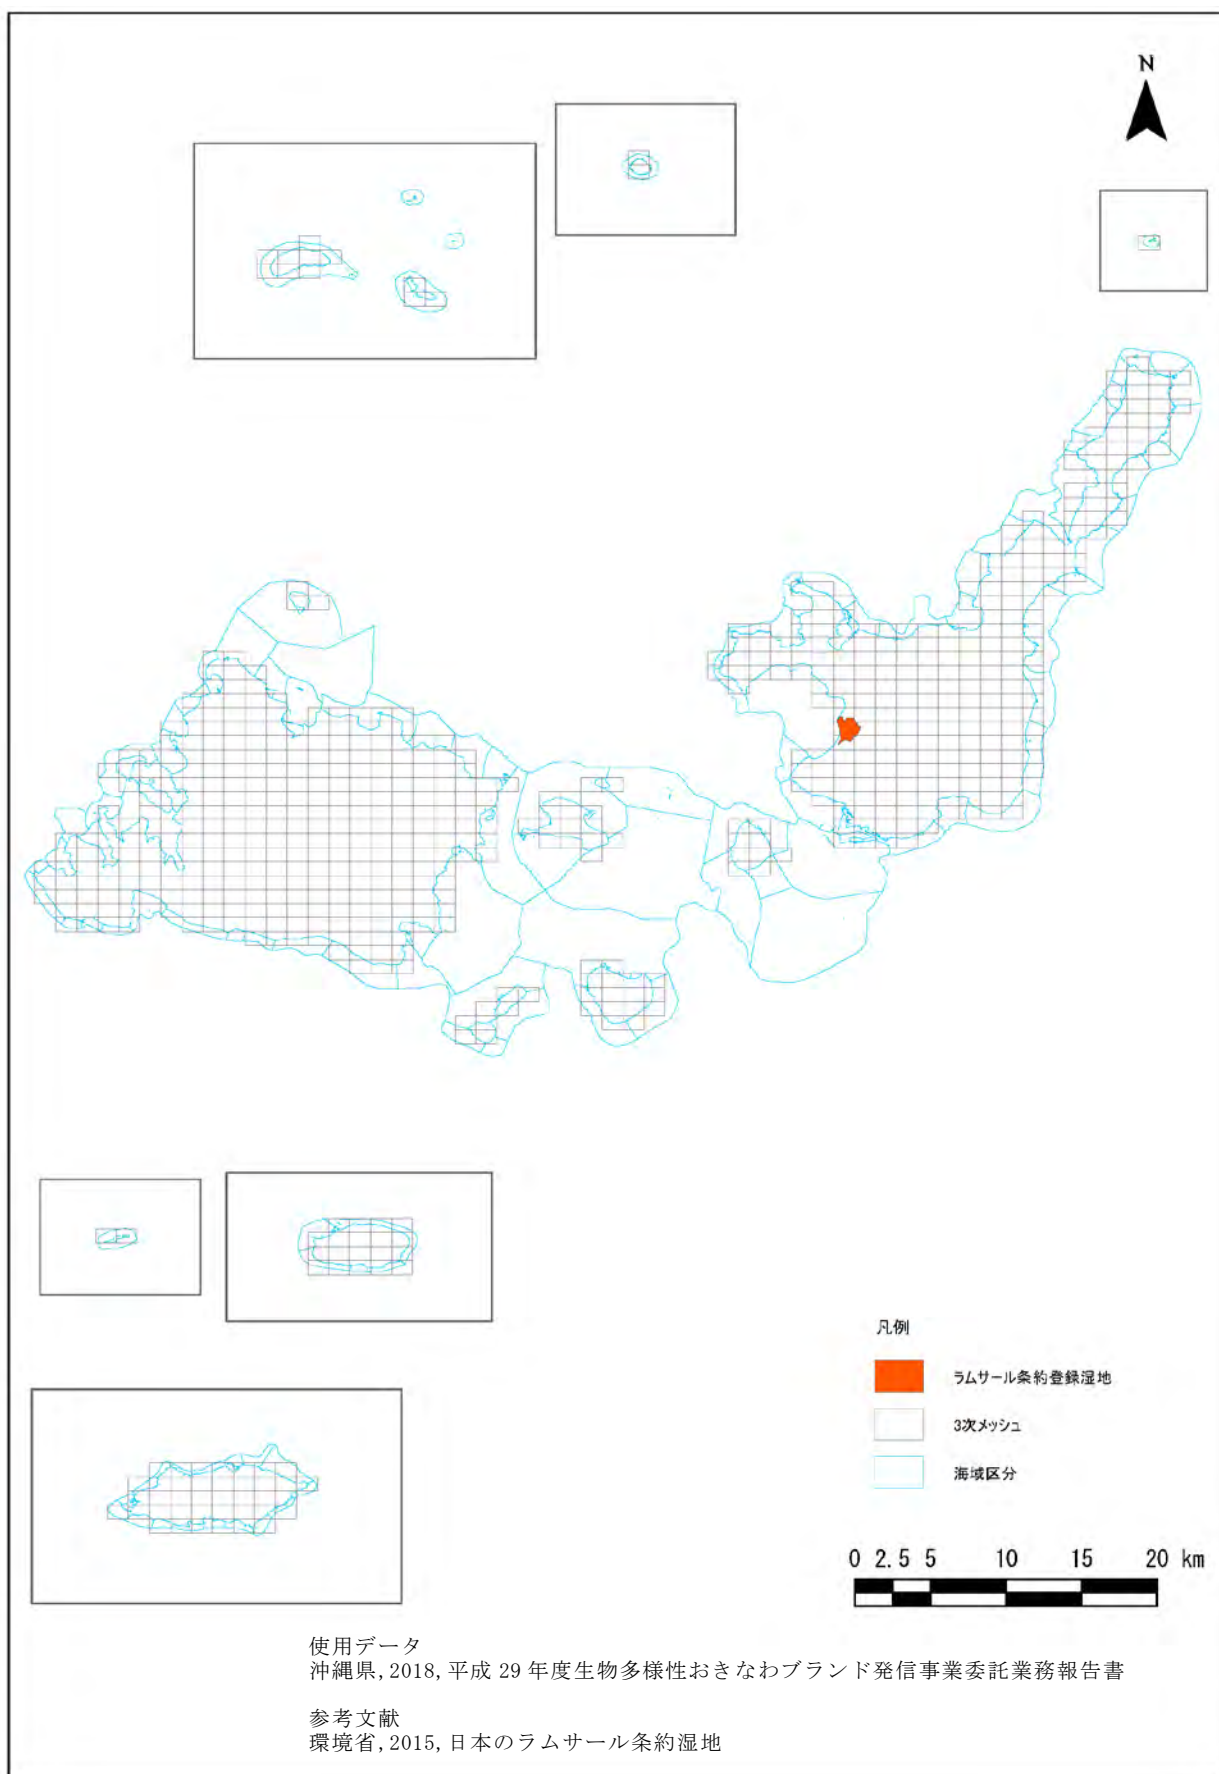 N
凡例
ラムサール条約登録湿地
3次メッシュ
海域区分
0 2.5 5 10 15 20 km
使用データ
沖縄県,2018,平成 29 年度生物多様性おきなわブランド発信事業委託業務報告書
参考文献
環境省,2015,日本のラムサール条約湿地